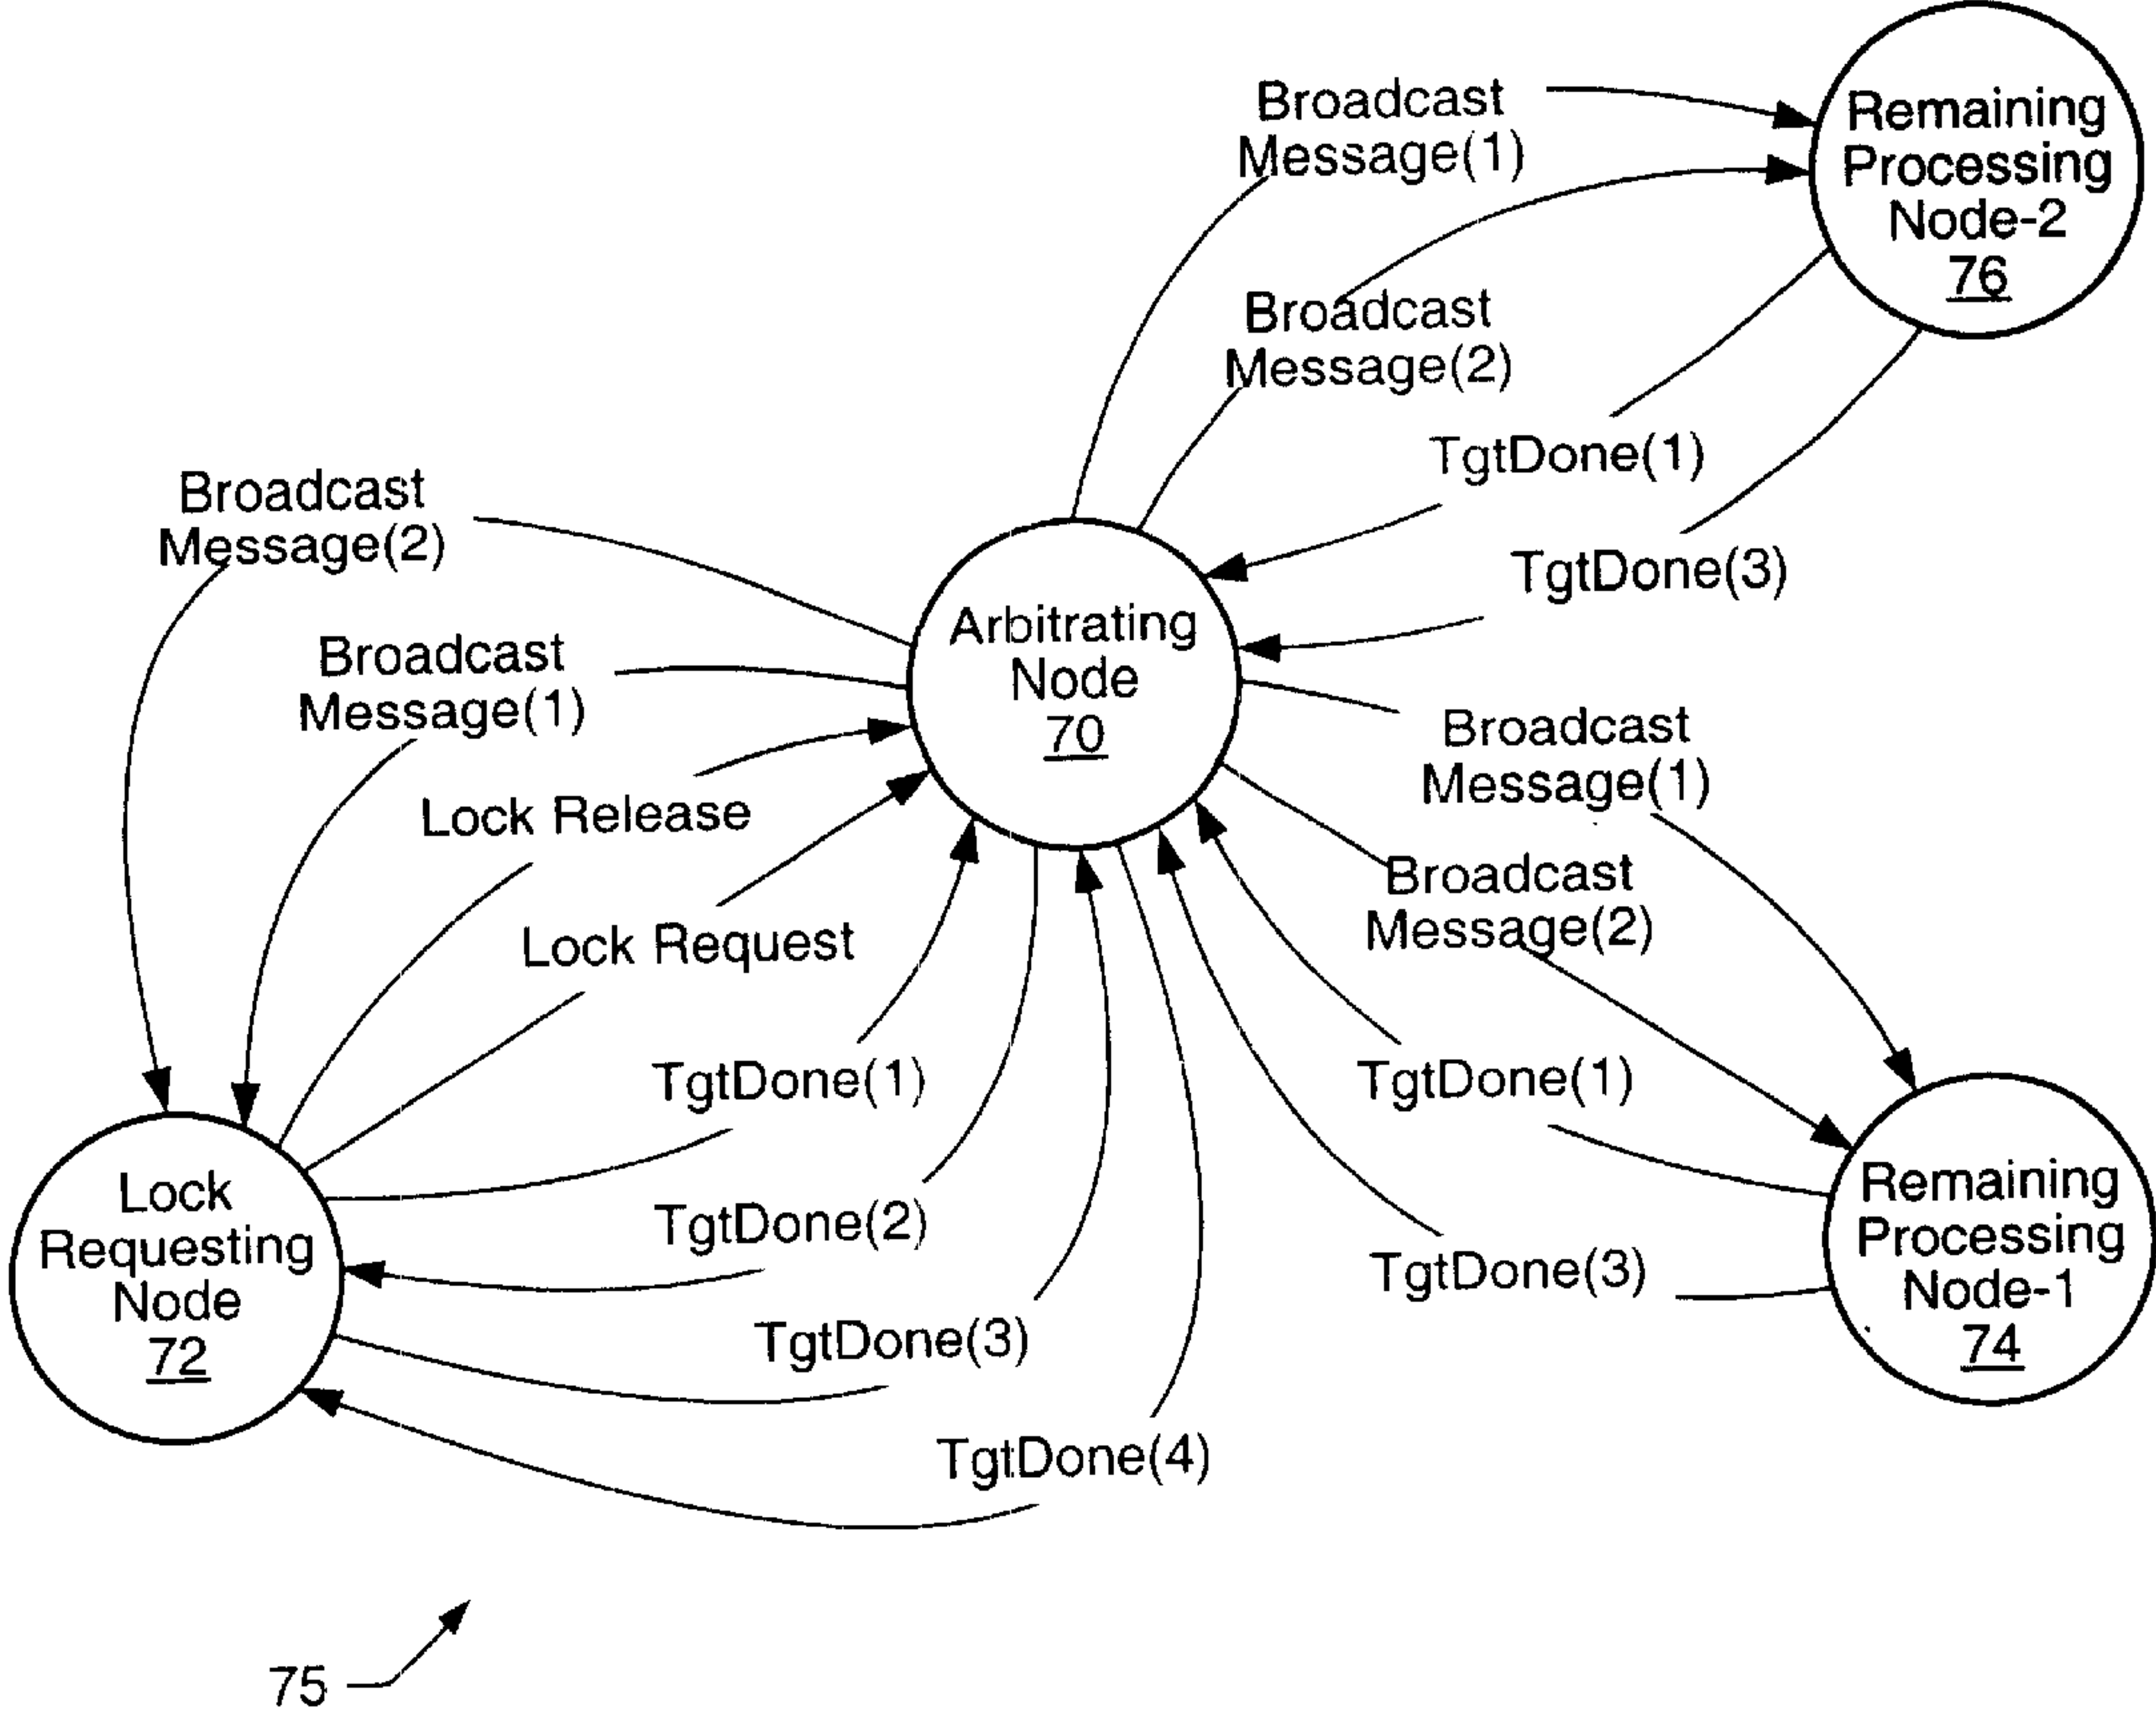 Broadcast
Message(1)
Remaining
Processing
Node-2
76
Broadcast
Message(2)
TgtDone(1)
TgtDone(3)
Broadcast
Message(2)
Broadcast
Message(1)
Arbitrating
Node
70
Lock Release
Lock Request
Broadcast
Message(1)
Broadcast
Message(2)
TgtDone(1)
TgtDone(1)
TgtDone(2)
TgtDone(3)
TgtDone(3)
TgtDone(4)
Lock
Requesting
Node
72
Remaining
Processing
Node-1
74
75